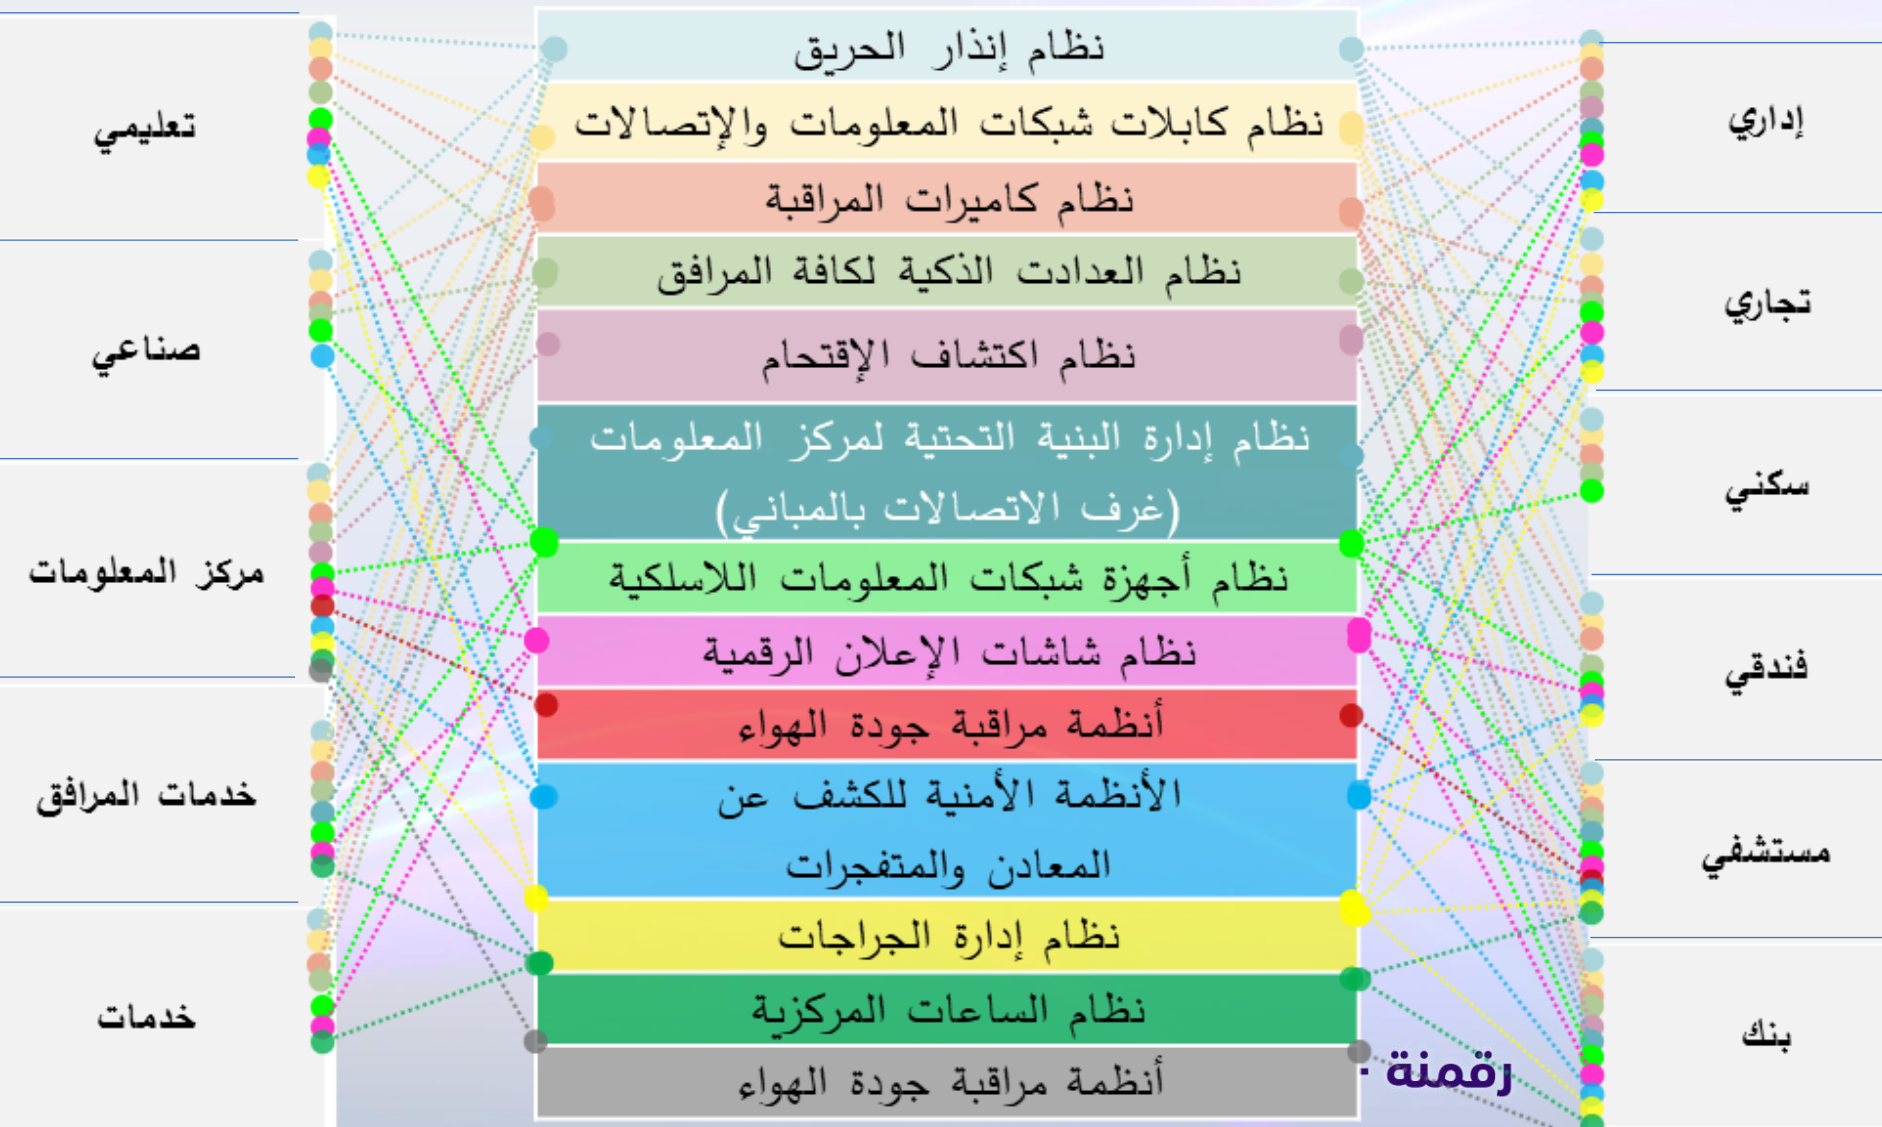 إداري
تجاري
سكني
فندقي
مستشفي
بنك
نظام إنذار الحريق
نظام كابلات شبكات المعلومات والإتصالات
نظام كاميرات المراقبة
نظام العدادت الذكية لكافة المرافق
نظام اكتشاف الإقتحام
نظام إدارة البنية التحتية لمركز المعلومات
(غرف الاتصالات بالمباني)
نظام أجهزة شبكات المعلومات اللاسلكية
نظام شاشات الإعلان الرقمية
أنظمة مراقبة جودة الهواء
الأنظمة الأمنية للكشف عن
المعادن والمتفجرات
نظام إدارة الجراجات
نظام الساعات المركزية
أنظمة مراقبة جودة الهواء
تعليمي
صناعي
مركز المعلومات
خدمات المرافق
خدمات
رقمنة